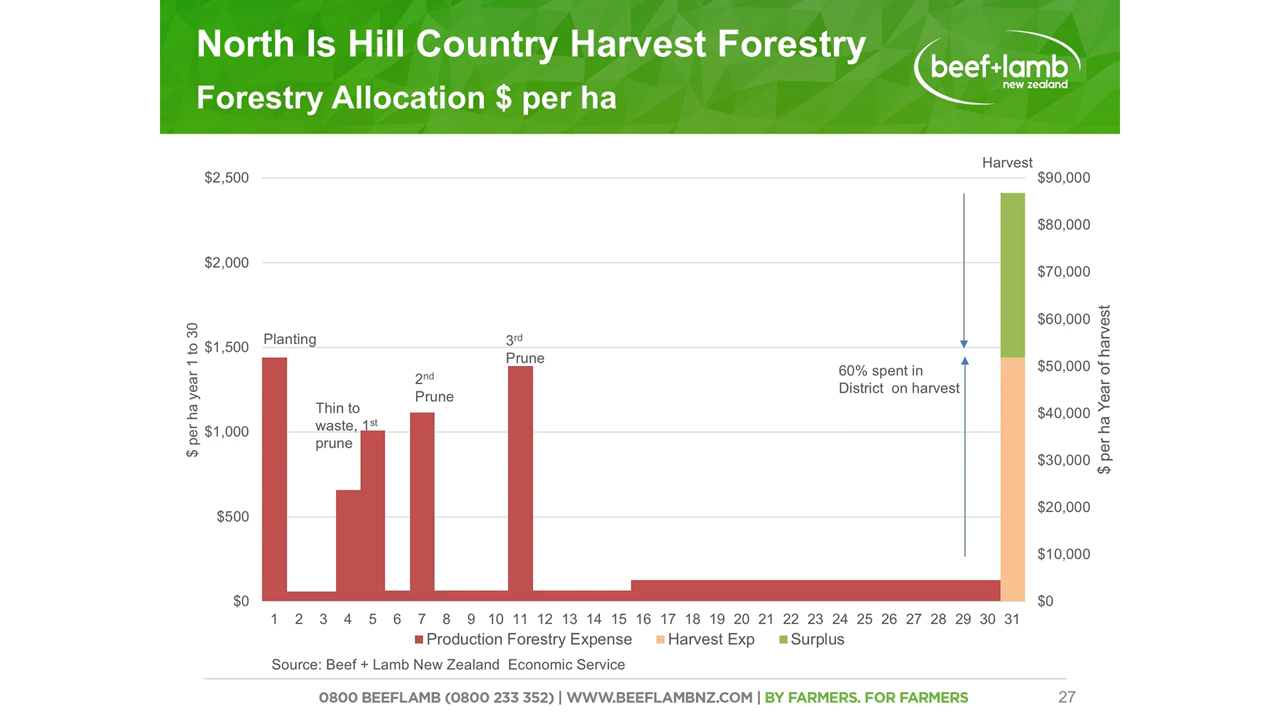 North Is Hill Country Harvest Forestry
Forestry Allocation $ per ha
beef+lamb
new zealand
Harvest
$2,500
$2,000
$1,500
$1,000
$500
$0
$ per ha year 1 to 30
Planting
Thin to
waste, 1st
prune
2nd
Prune
3rd
Prune
60% spent in
District on harvest
$90,000
$80,000
$70,000
$60,000
$50,000
$40,000
$30,000
$20,000
$10,000
$0
$ per ha Year of harvest
1 2 3 4 5 6 7 8 9 10 11 12 13 14 15 16 17 18 19 20 21 22 23 24 25 26 27 28 29 30 31
Production Forestry Expense Harvest Exp Surplus
Source: Beef + Lamb New Zealand Economic Service
0800 BEEFLAMB (0800 233 352) | WWW.BEEFLAMBNZ.COM | BY FARMERS. FOR FARMERS
27